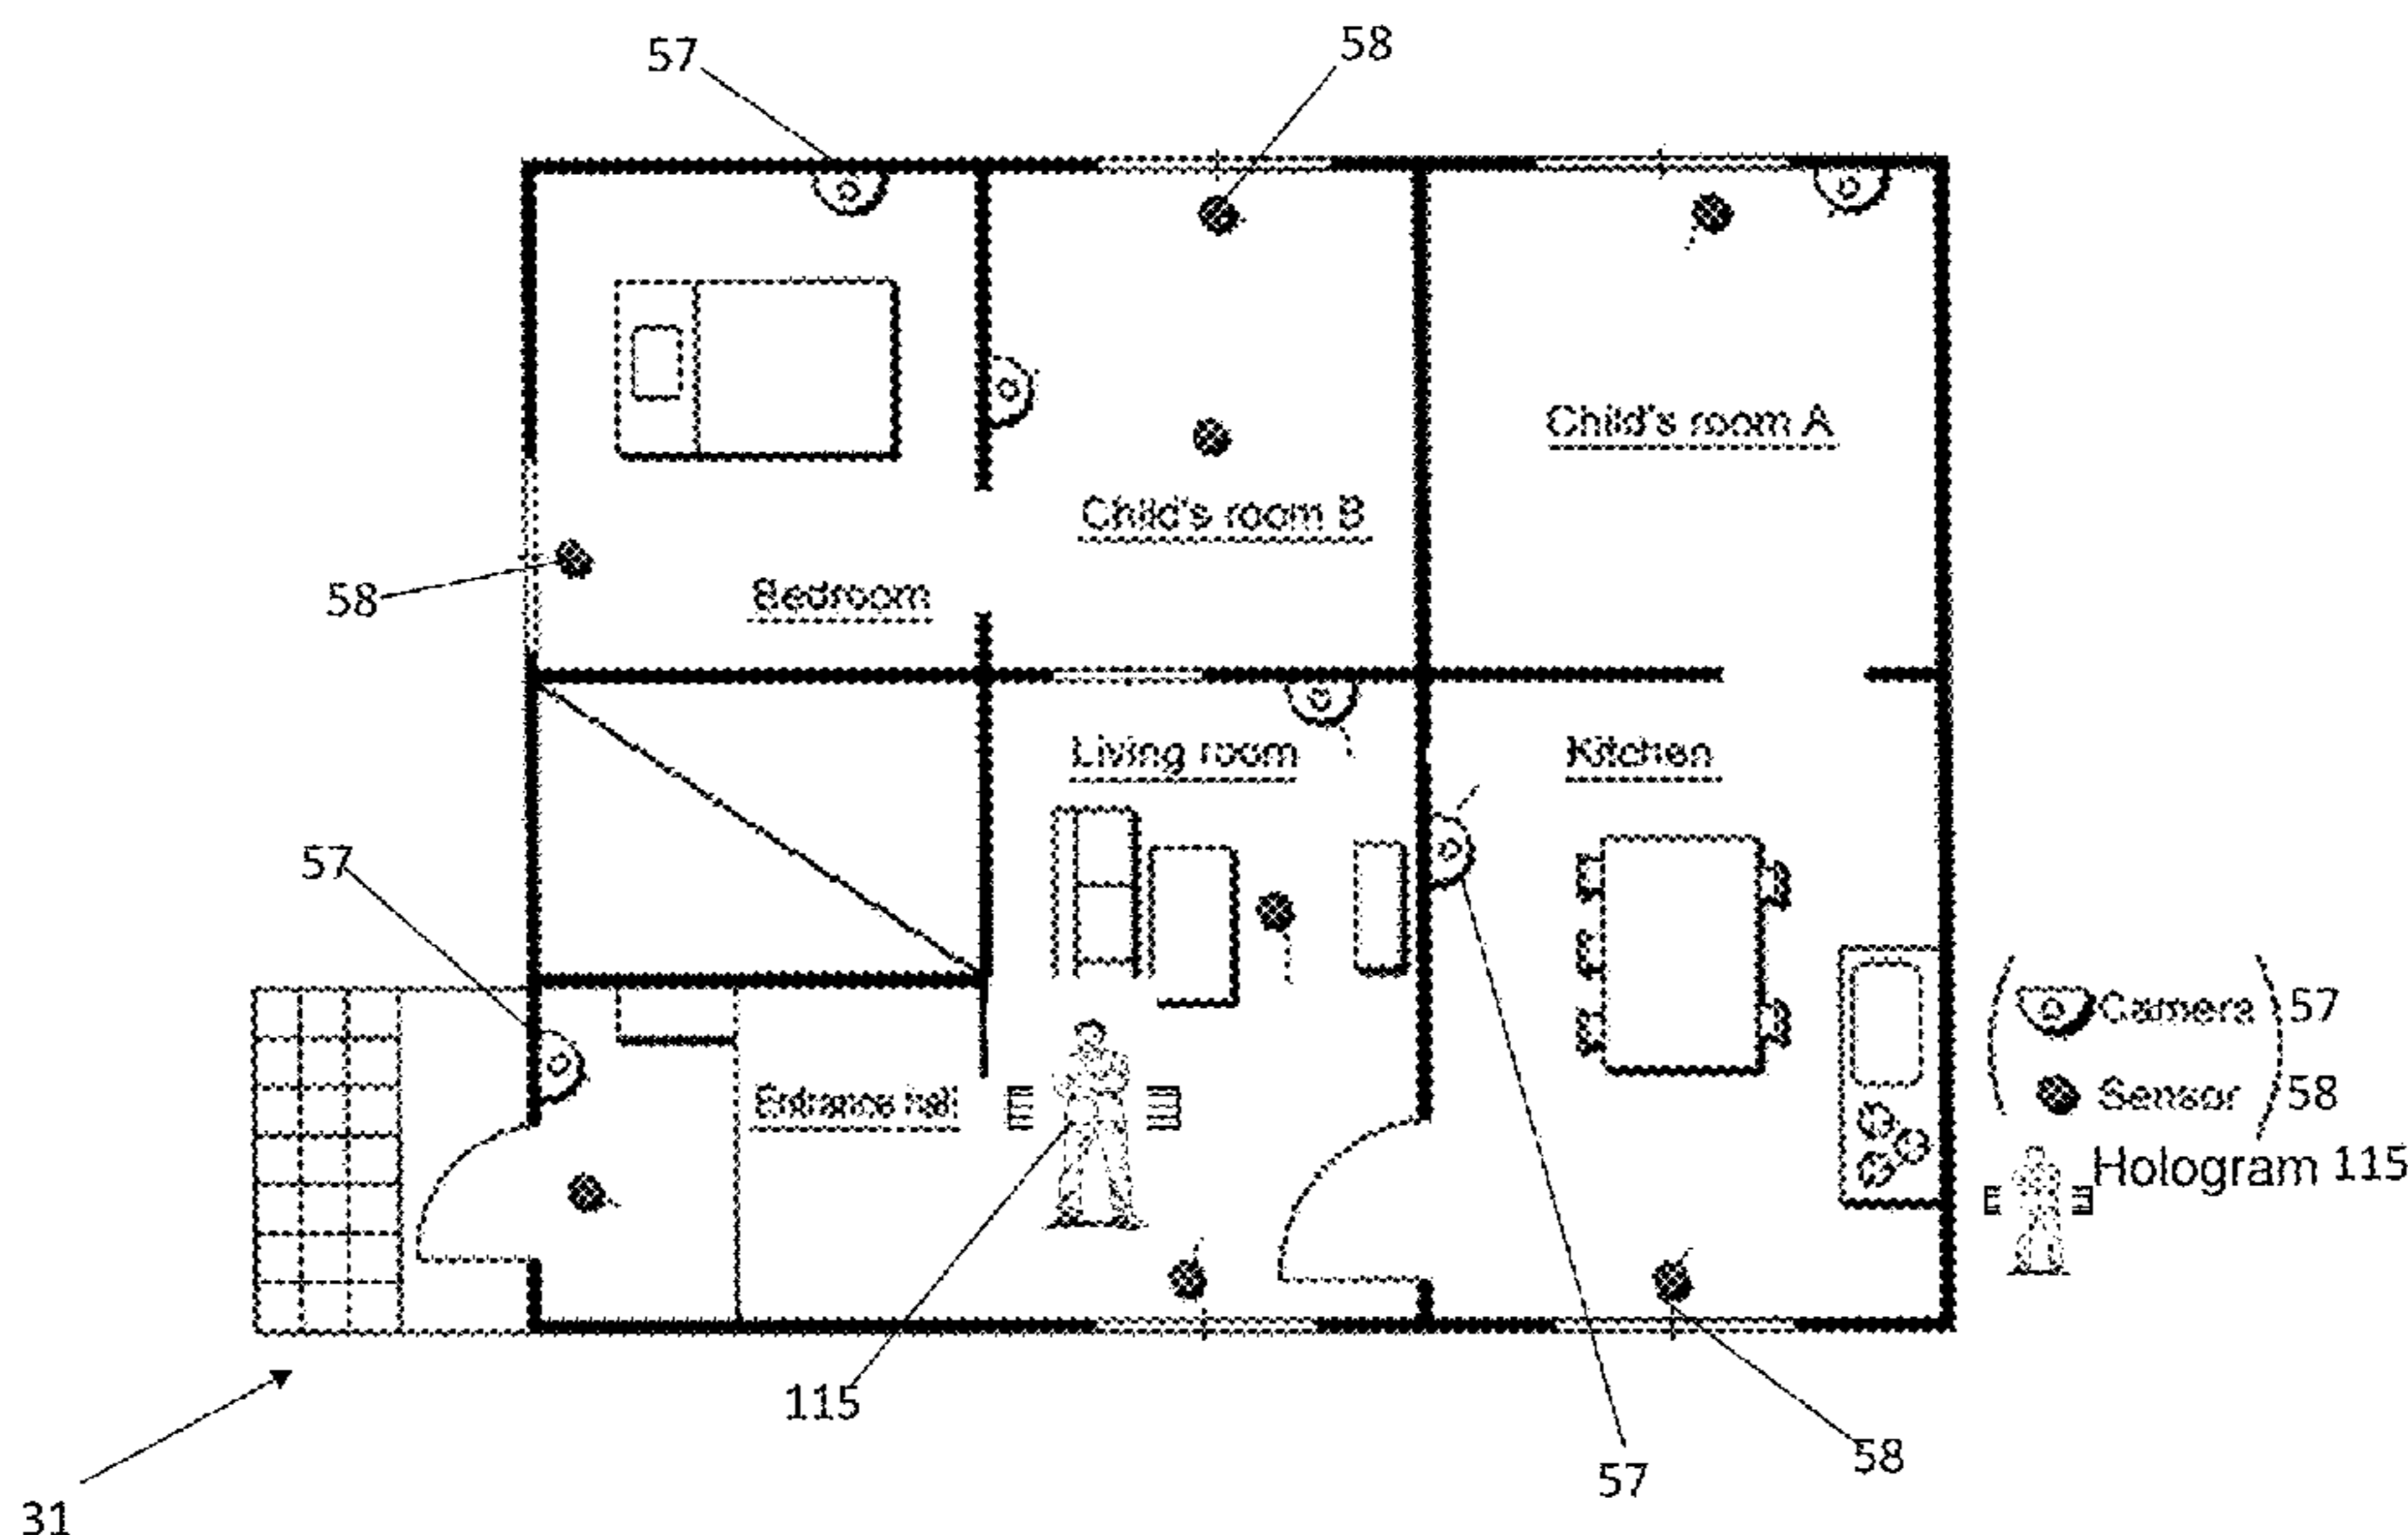 57
58
Child's room A
Child's room B
58
Bedroom
Living room
Kitchen
57
Camera 57
Entrance hall
Sensor 58
Hologram 115
115
58
57
31